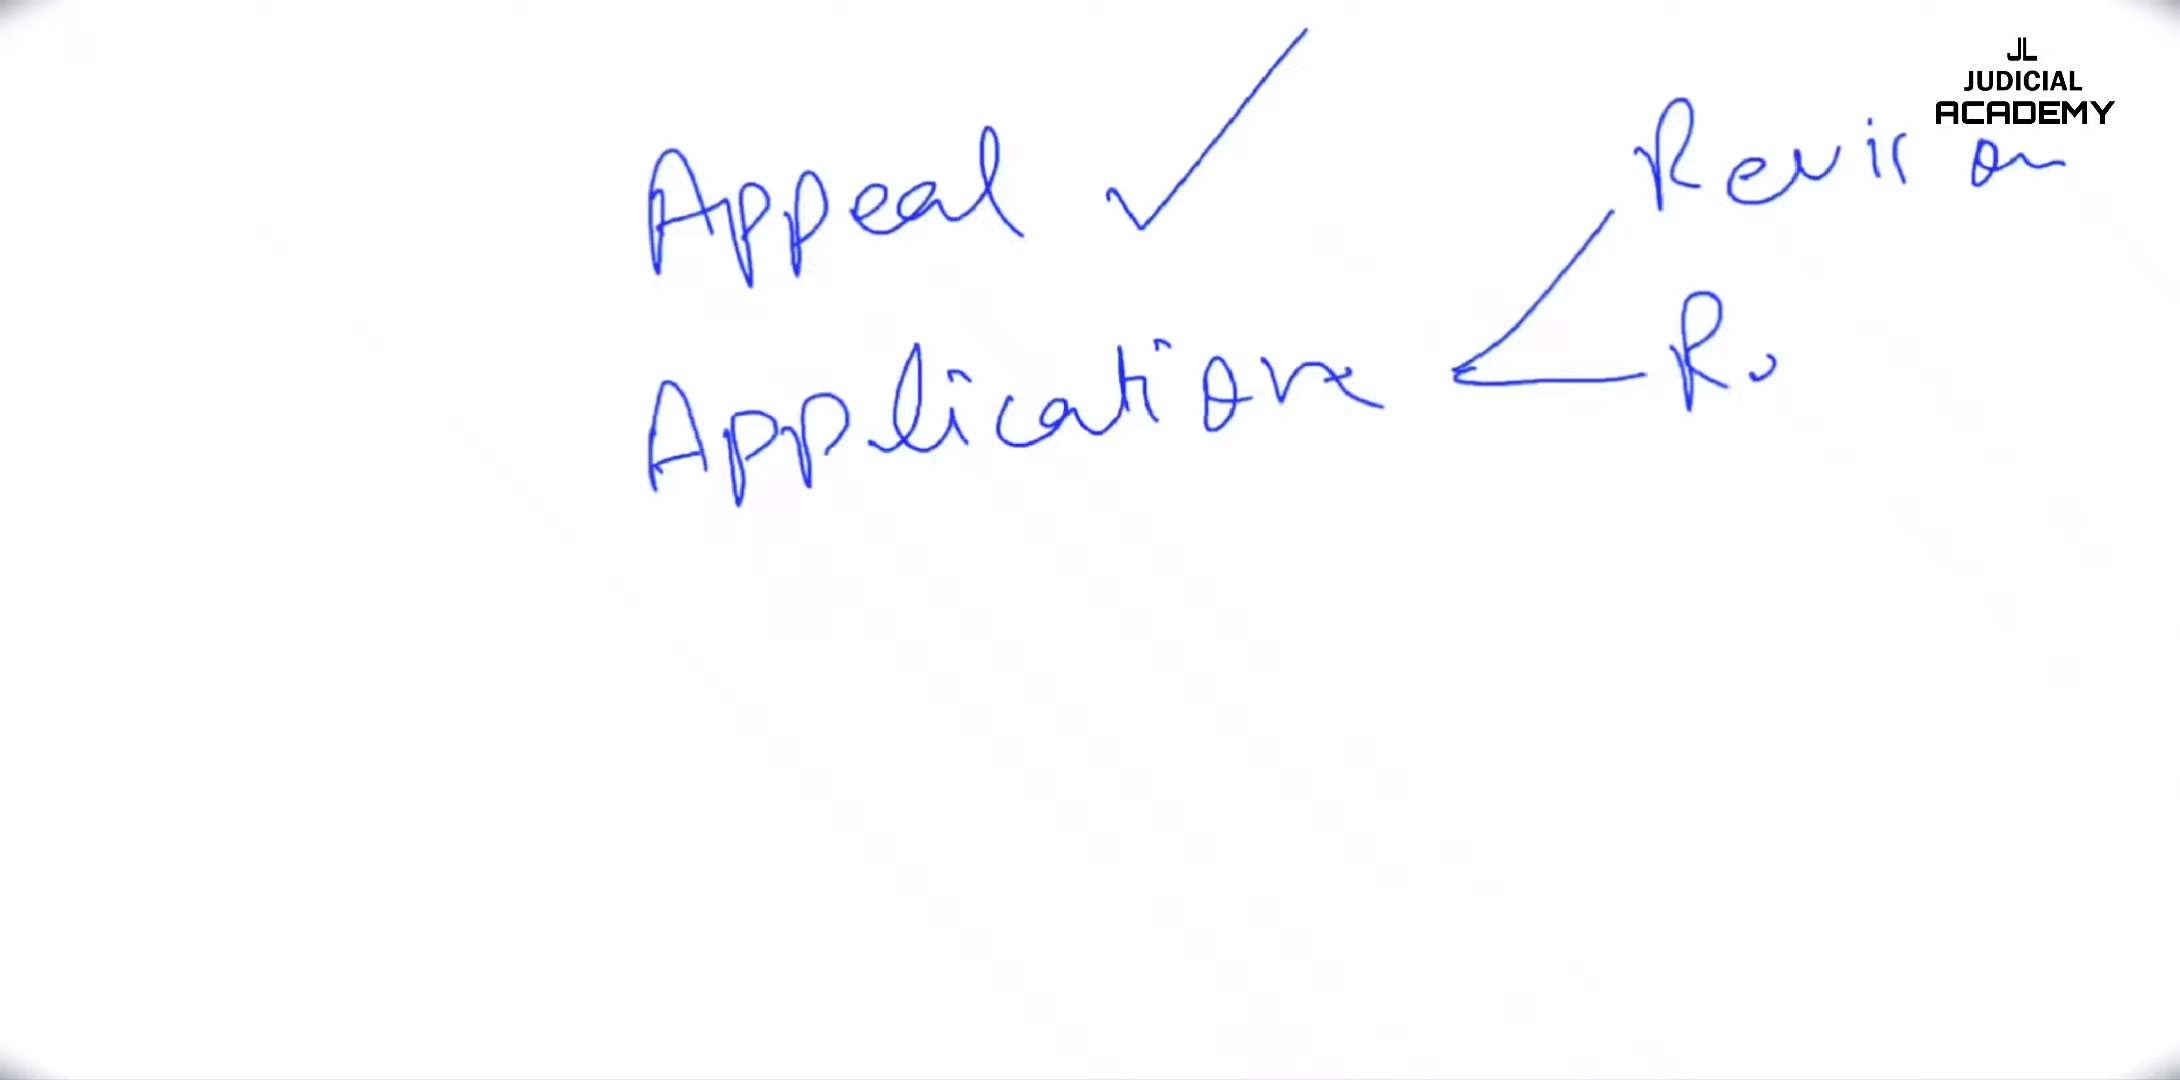 JL
JUDICIAL
ACADEMY
Appeal ✓
Revision
Application
R